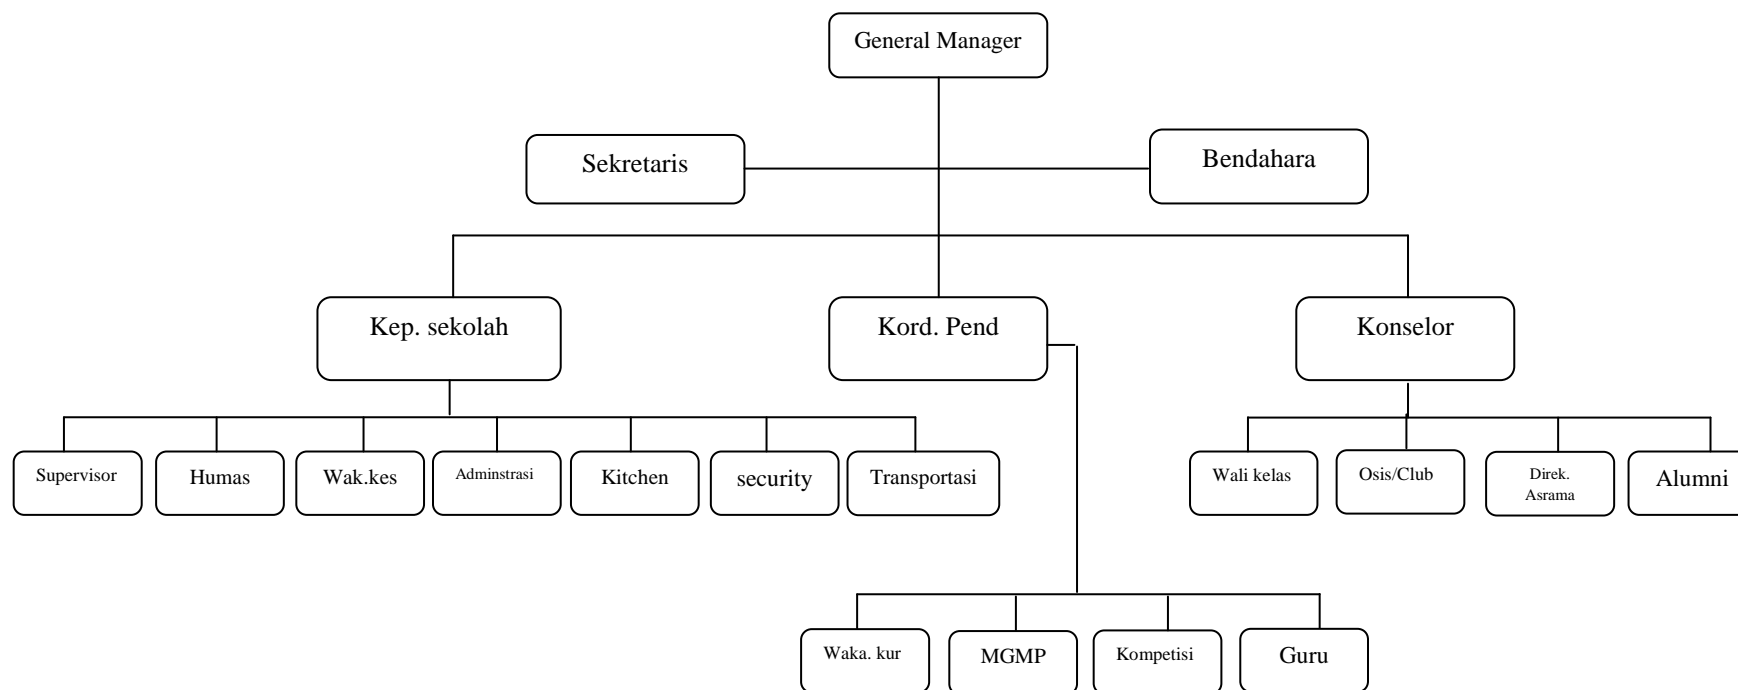 General Manager
Sekretaris
Bendahara
Kep. sekolah
Kord. Pend
Konselor
Supervisor
Humas
Wak.kes
Adminstrasi
Kitchen
security
Transportasi
Wali kelas
Osis/Club
Direk.
Asrama
Alumni
Waka. kur
MGMP
Kompetisi
Guru